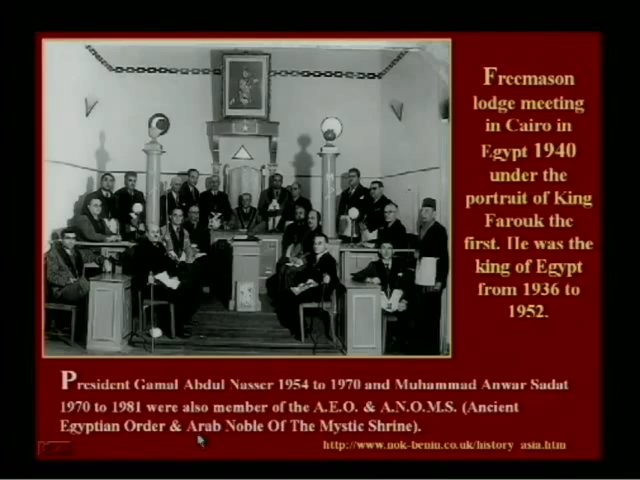 Freemason
lodge meeting
in Cairo in
Egypt 1940
under the
portrait of King
Farouk the
first. He was the
king of Egypt
from 1936 to
1952.
President Gamal Abdul Nasser 1954 to 1970 and Muhammad Anwar Sadat
1970 to 1981 were also member of the A.E.O. & A.N.O.M.S. (Ancient
Egyptian Order & Arab Noble Of The Mystic Shrine).
http://www.nok-benin.co.uk/history_asia.htm